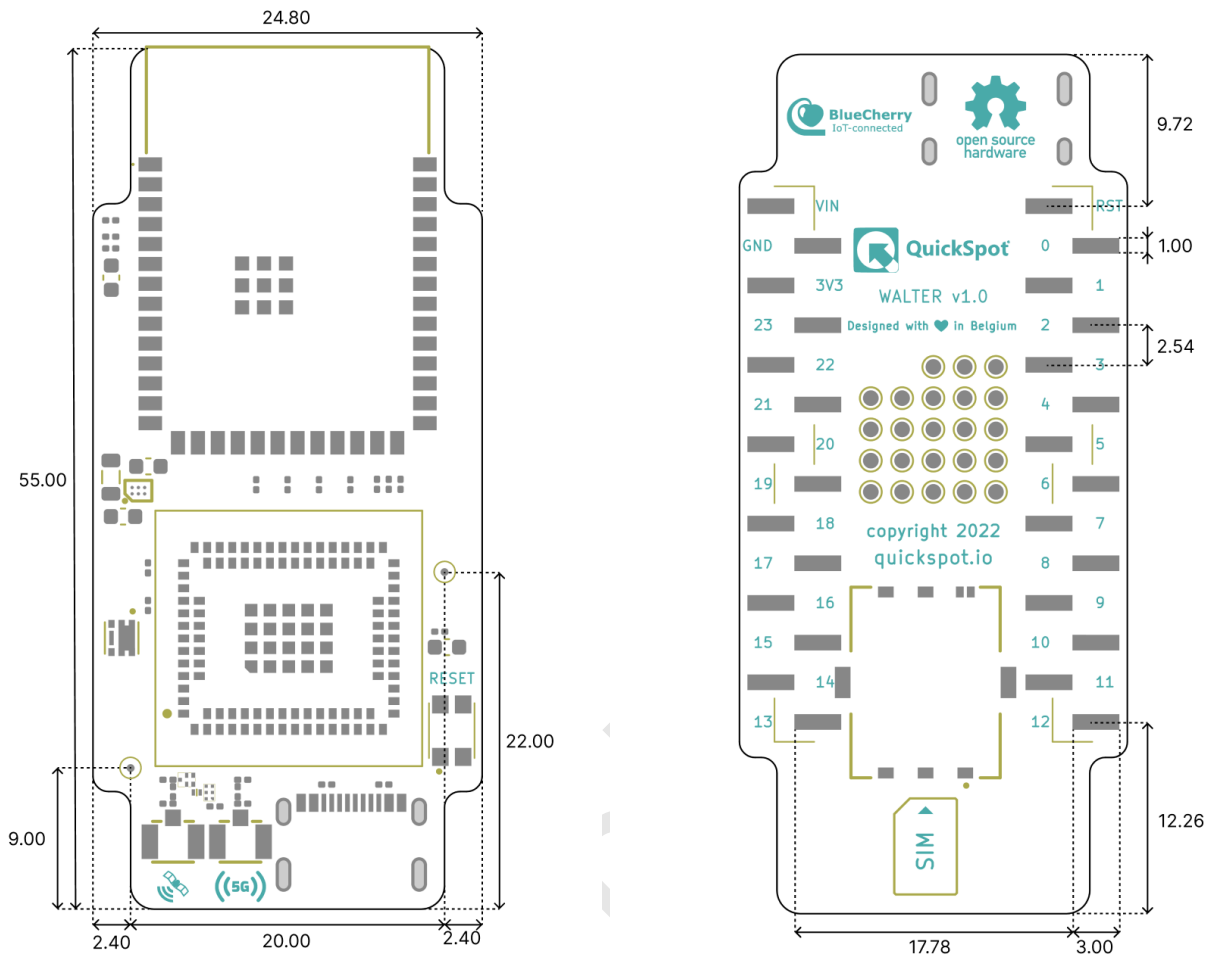 24.80
55.00
RESET
22.00
9.00
((5G))
2.40
20.00
2.40
BlueCherry
IoT-connected
open source
hardware
9.72
VIN
RST
GND
QuickSpot
0
1.00
3V3
WALTER v1.0
1
23
Designed with ♥ in Belgium
2
2.54
22
3
21
4
20
5
19
6
18
copyright 2022
7
17
quickspot.io
8
16
9
15
10
14
11
13
12
12.26
SIM
17.78
3.00